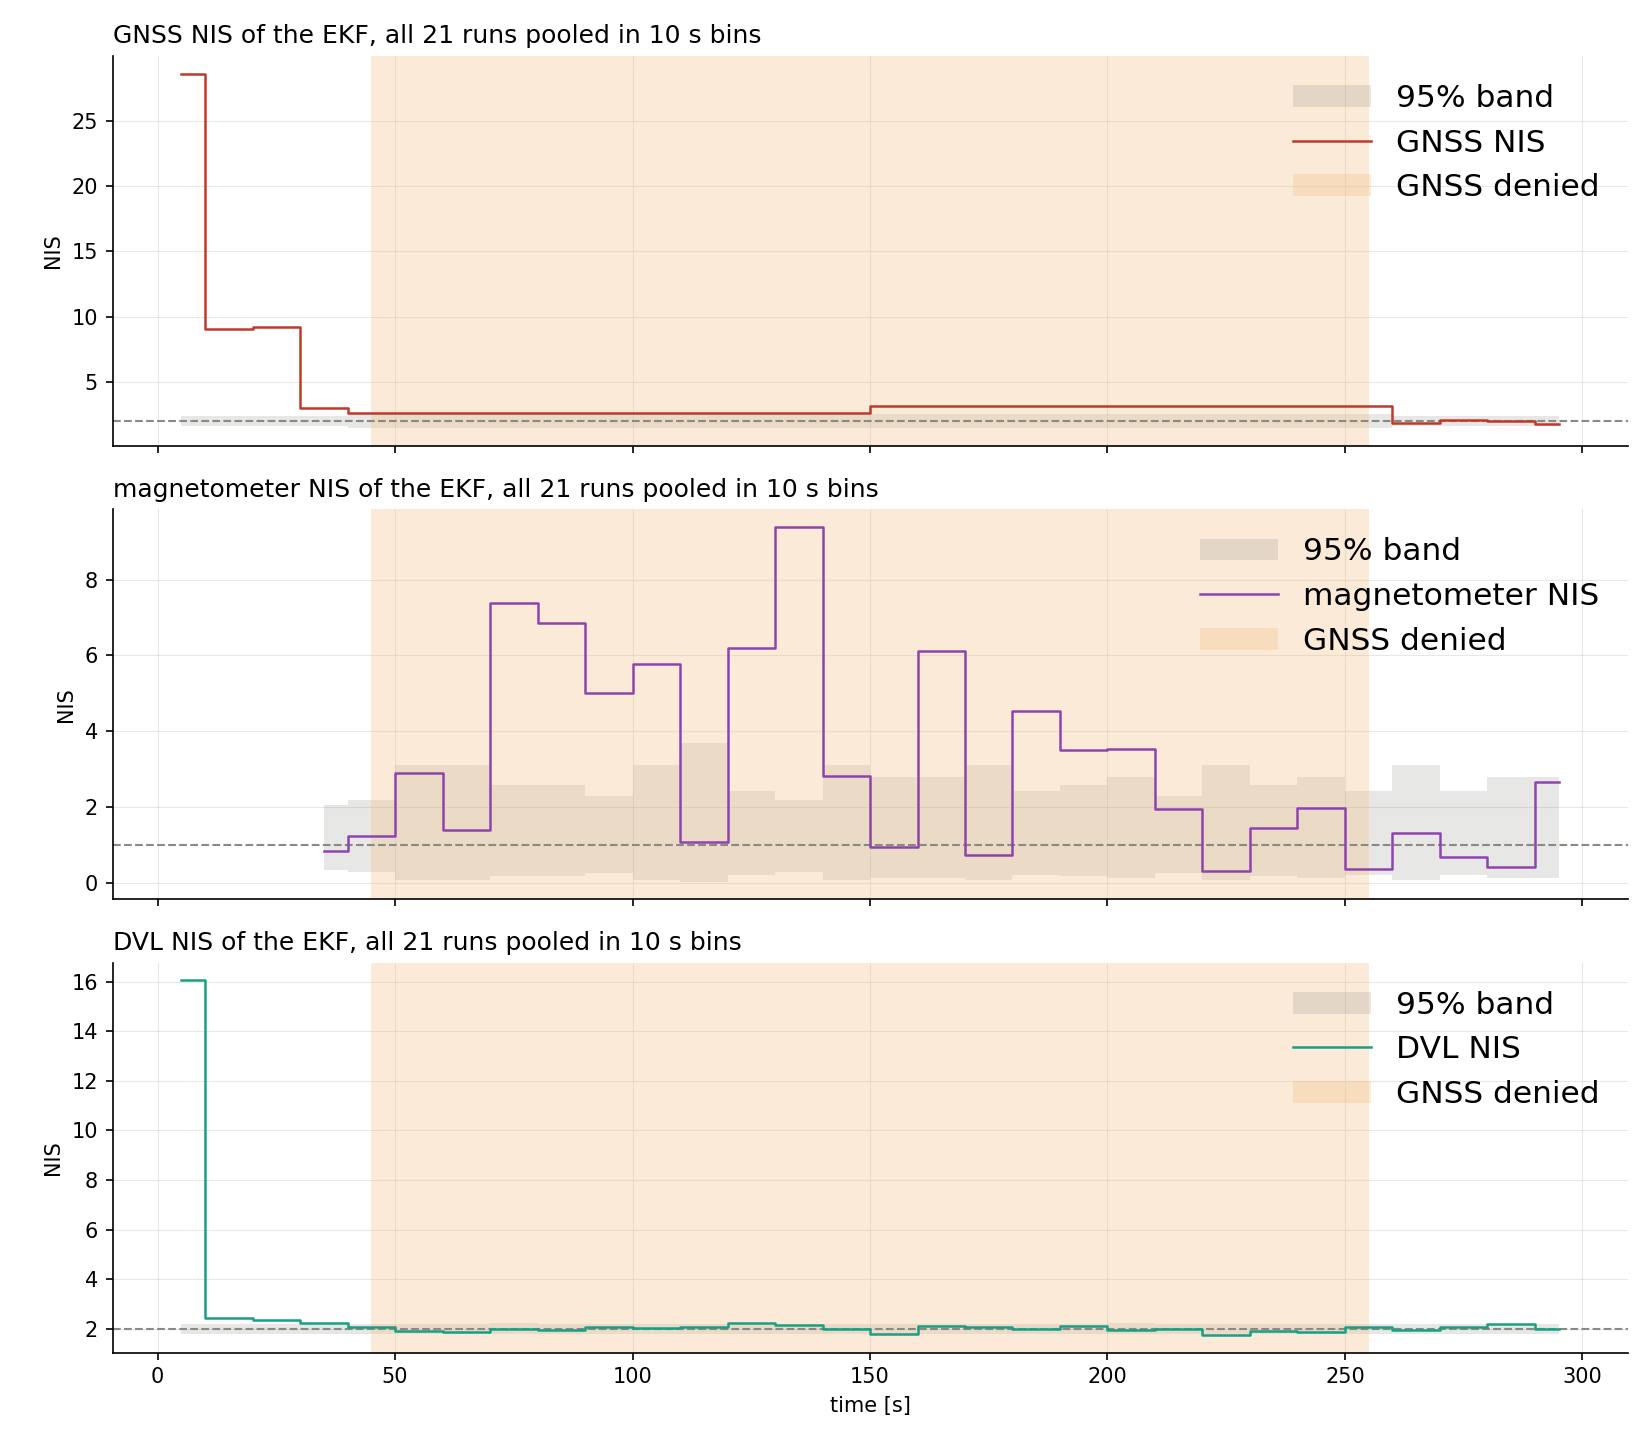 GNSS NIS of the EKF, all 21 runs pooled in 10 s bins
NIS
25
20
15
10
5
95% band
GNSS NIS
GNSS denied
magnetometer NIS of the EKF, all 21 runs pooled in 10 s bins
NIS
8
6
4
2
0
95% band
magnetometer NIS
GNSS denied
DVL NIS of the EKF, all 21 runs pooled in 10 s bins
NIS
16
14
12
10
8
6
4
2
95% band
DVL NIS
GNSS denied
0 50 100 150 200 250 300
time [s]